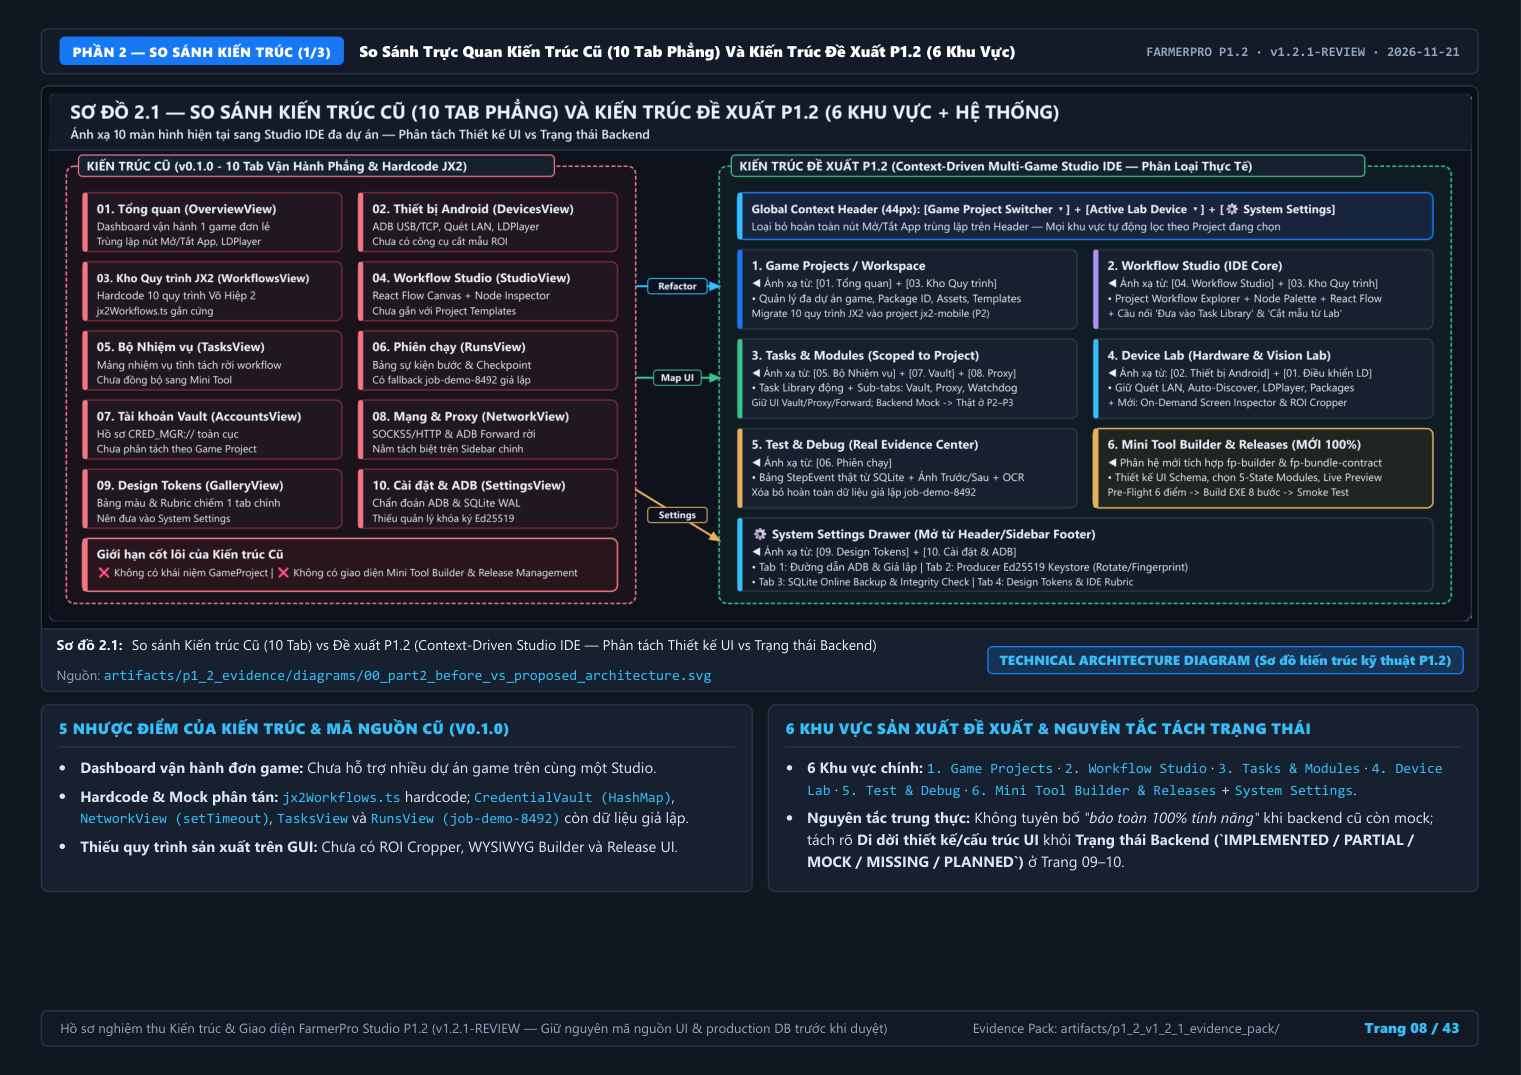 PHẦN 2 — SO SÁNH KIẾN TRÚC (1/3)
So Sánh Trực Quan Kiến Trúc Cũ (10 Tab Phẳng) Và Kiến Trúc Đề Xuất P1.2 (6 Khu Vực)
FARMERPRO P1.2 · v1.2.1-REVIEW · 2026-11-21
SƠ ĐỒ 2.1 — SO SÁNH KIẾN TRÚC CŨ (10 TAB PHẲNG) VÀ KIẾN TRÚC ĐỀ XUẤT P1.2 (6 KHU VỰC + HỆ THỐNG)
Ánh xạ 10 màn hình hiện tại sang Studio IDE đa dự án — Phân tách Thiết kế UI vs Trạng thái Backend
KIẾN TRÚC CŨ (v0.1.0 - 10 Tab Vận Hành Phẳng & Hardcode JX2)
01. Tổng quan (OverviewView)
Dashboard vận hành 1 game đơn lẻ
Trùng lặp nút Mở/Tắt App, LDPlayer
02. Thiết bị Android (DevicesView)
ADB USB/TCP, Quét LAN, LDPlayer
Chưa có công cụ cắt mẫu ROI
03. Kho Quy trình JX2 (WorkflowsView)
Hardcode 10 quy trình Võ Hiệp 2
jx2Workflows.ts gắn cứng
04. Workflow Studio (StudioView)
React Flow Canvas + Node Inspector
Chưa gắn với Project Templates
05. Bộ Nhiệm vụ (TasksView)
Mảng nhiệm vụ tĩnh tách rời workflow
Chưa đồng bộ sang Mini Tool
06. Phiên chạy (RunsView)
Bảng sự kiện bước & Checkpoint
Có fallback job-demo-8492 giả lập
07. Tài khoản Vault (AccountsView)
Hồ sơ CRED_MGR:// toàn cục
Chưa phân tách theo Game Project
08. Mạng & Proxy (NetworkView)
SOCKS5/HTTP & ADB Forward rời
Nằm tách biệt trên Sidebar chính
09. Design Tokens (GalleryView)
Bảng màu & Rubric chiếm 1 tab chính
Nên đưa vào System Settings
10. Cài đặt & ADB (SettingsView)
Chẩn đoán ADB & SQLite WAL
Thiếu quản lý khóa ký Ed25519
Giới hạn cốt lõi của Kiến trúc Cũ
❌ Không có khái niệm GameProject | ❌ Không có giao diện Mini Tool Builder & Release Management
Refactor
Map UI
Settings
KIẾN TRÚC ĐỀ XUẤT P1.2 (Context-Driven Multi-Game Studio IDE — Phân Loại Thực Tế)
Global Context Header (44px): [Game Project Switcher ▾] + [Active Lab Device ▾] + [⚙️ System Settings]
Loại bỏ hoàn toàn nút Mở/Tắt App trùng lặp trên Header — Mọi khu vực tự động lọc theo Project đang chọn
1. Game Projects / Workspace
◀ Ánh xạ từ: [01. Tổng quan] + [03. Kho Quy trình]
• Quản lý đa dự án game, Package ID, Assets, Templates
Migrate 10 quy trình JX2 vào project jx2-mobile (P2)
2. Workflow Studio (IDE Core)
◀ Ánh xạ từ: [04. Workflow Studio] + [03. Kho Quy trình]
• Project Workflow Explorer + Node Palette + React Flow
+ Cầu nối 'Đưa vào Task Library' & 'Cắt mẫu từ Lab'
3. Tasks & Modules (Scoped to Project)
◀ Ánh xạ từ: [05. Bộ Nhiệm vụ] + [07. Vault] + [08. Proxy]
• Task Library động + Sub-tabs: Vault, Proxy, Watchdog
Giữ UI Vault/Proxy/Forward; Backend Mock -> Thật ở P2–P3
4. Device Lab (Hardware & Vision Lab)
◀ Ánh xạ từ: [02. Thiết bị Android] + [01. Điều khiển LD]
• Giữ Quét LAN, Auto-Discover, LDPlayer, Packages
+ Mới: On-Demand Screen Inspector & ROI Cropper
5. Test & Debug (Real Evidence Center)
◀ Ánh xạ từ: [06. Phiên chạy]
• Bảng StepEvent thật từ SQLite + Ảnh Trước/Sau + OCR
Xóa bỏ hoàn toàn dữ liệu giả lập job-demo-8492
6. Mini Tool Builder & Releases (MỚI 100%)
◀ Phân hệ mới tích hợp fp-builder & fp-bundle-contract
• Thiết kế UI Schema, chọn 5-State Modules, Live Preview
Pre-Flight 6 điểm -> Build EXE 8 bước -> Smoke Test
⚙️ System Settings Drawer (Mở từ Header/Sidebar Footer)
◀ Ánh xạ từ: [09. Design Tokens] + [10. Cài đặt & ADB]
• Tab 1: Đường dẫn ADB & Giả lập | Tab 2: Producer Ed25519 Keystore (Rotate/Fingerprint)
• Tab 3: SQLite Online Backup & Integrity Check | Tab 4: Design Tokens & IDE Rubric
Sơ đồ 2.1: So sánh Kiến trúc Cũ (10 Tab) vs Đề xuất P1.2 (Context-Driven Studio IDE — Phân tách Thiết kế UI vs Trạng thái Backend)
Nguồn: artifacts/p1_2_evidence/diagrams/00_part2_before_vs_proposed_architecture.svg
TECHNICAL ARCHITECTURE DIAGRAM (Sơ đồ kiến trúc kỹ thuật P1.2)
5 NHƯỢC ĐIỂM CỦA KIẾN TRÚC & MÃ NGUỒN CŨ (V0.1.0)
• Dashboard vận hành đơn game: Chưa hỗ trợ nhiều dự án game trên cùng một Studio.
• Hardcode & Mock phân tán: jx2Workflows.ts hardcode; CredentialVault (HashMap),
NetworkView (setTimeout), TasksView và RunsView (job-demo-8492) còn dữ liệu giả lập.
• Thiếu quy trình sản xuất trên GUI: Chưa có ROI Cropper, WYSIWYG Builder và Release UI.
6 KHU VỰC SẢN XUẤT ĐỀ XUẤT & NGUYÊN TẮC TÁCH TRẠNG THÁI
• 6 Khu vực chính: 1. Game Projects · 2. Workflow Studio · 3. Tasks & Modules · 4. Device
Lab · 5. Test & Debug · 6. Mini Tool Builder & Releases + System Settings.
• Nguyên tắc trung thực: Không tuyên bố "bảo toàn 100% tính năng" khi backend cũ còn mock;
tách rõ Di dời thiết kế/cấu trúc UI khỏi Trạng thái Backend (`IMPLEMENTED / PARTIAL /
MOCK / MISSING / PLANNED`) ở Trang 09–10.
Hồ sơ nghiệm thu Kiến trúc & Giao diện FarmerPro Studio P1.2 (v1.2.1-REVIEW — Giữ nguyên mã nguồn UI & production DB trước khi duyệt)
Evidence Pack: artifacts/p1_2_v1_2_1_evidence_pack/
Trang 08 / 43